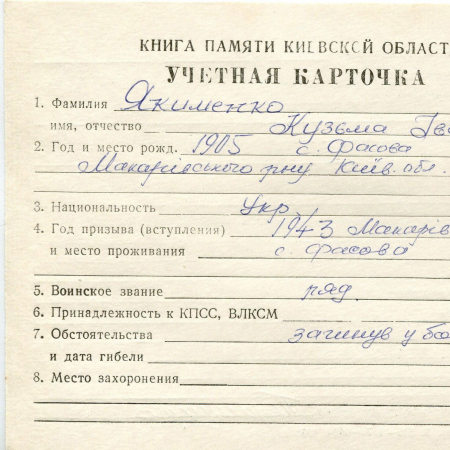 КНИГА ПАМЯТИ КИЕВСКОЙ ОБЛАСТ
УЧЕТНАЯ КАРТОЧКА
1. Фамилия Якименко
имя, отчество Кузьма Ів
2. Год и место рожд. 1905 с. Фасова
Макарівського р-ну Київ. обл.
3. Национальность Укр.
4. Год призыва (вступления) 1943 Макарів
и место проживания с. Фасова
5. Воинское звание ряд.
6. Принадлежность к КПСС, ВЛКСМ
7. Обстоятельства загинув у бо
и дата гибели
8. Место захоронения